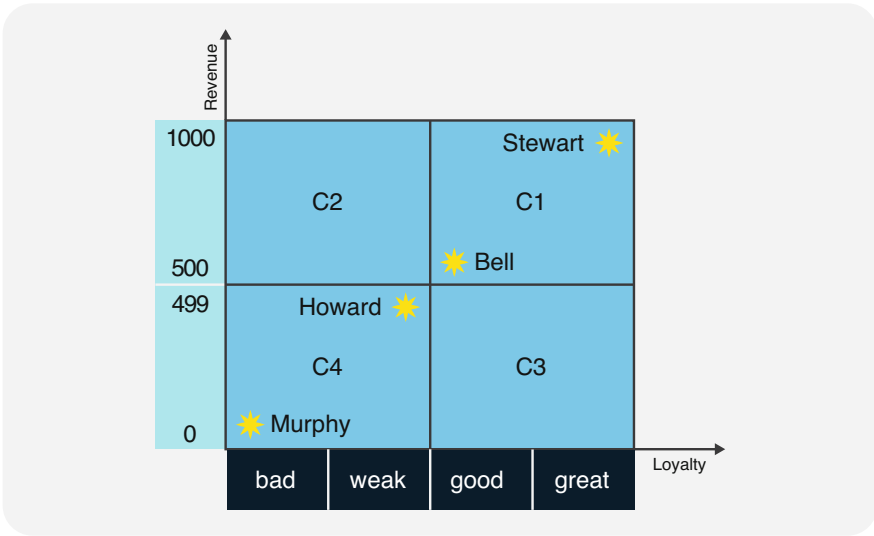 Revenue
1000
Stewart
C2
C1
500
Bell
499
Howard
C4
C3
0
Murphy
bad
weak
good
great
Loyalty